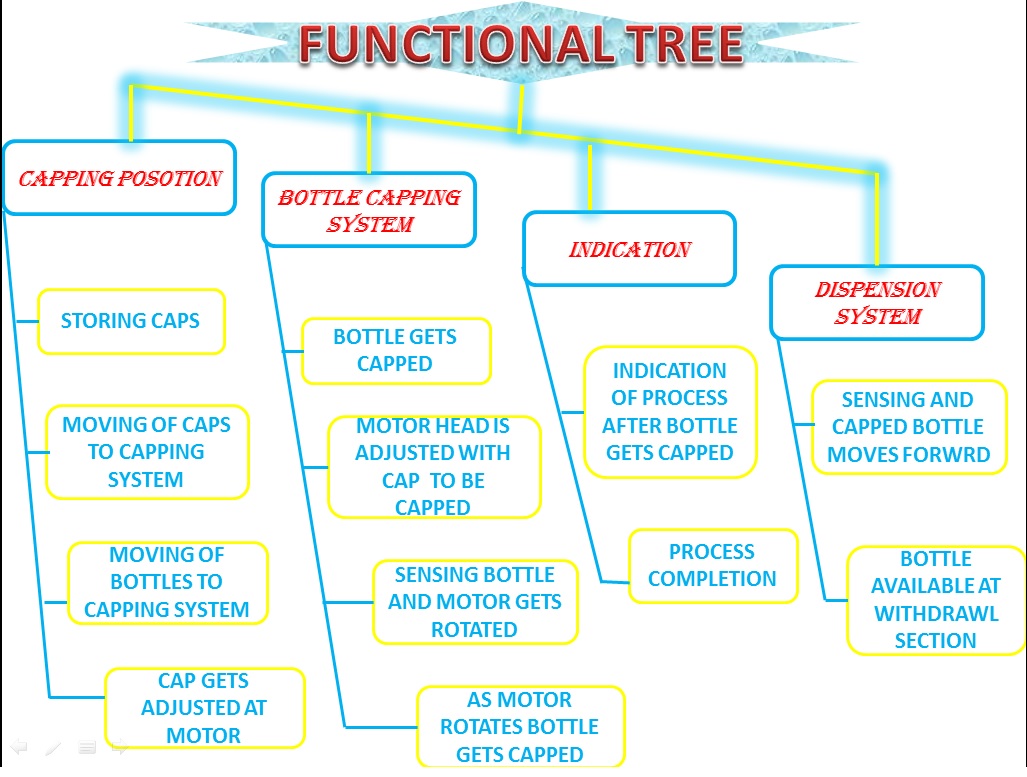 FUNCTIONAL TREE
CAPPING POSOTION
STORING CAPS
MOVING OF CAPS
TO CAPPING
SYSTEM
MOVING OF
BOTTLES TO
CAPPING SYSTEM
CAP GETS
ADJUSTED AT
MOTOR
BOTTLE CAPPING
SYSTEM
BOTTLE GETS
CAPPED
MOTOR HEAD IS
ADJUSTED WITH
CAP TO BE
CAPPED
SENSING BOTTLE
AND MOTOR GETS
ROTATED
AS MOTOR
ROTATES BOTTLE
GETS CAPPED
INDICATION
INDICATION
OF PROCESS
AFTER BOTTLE
GETS CAPPED
PROCESS
COMPLETION
DISPENSION
SYSTEM
SENSING AND
CAPPED BOTTLE
MOVES FORWRD
BOTTLE
AVAILABLE AT
WITHDRAWL
SECTION